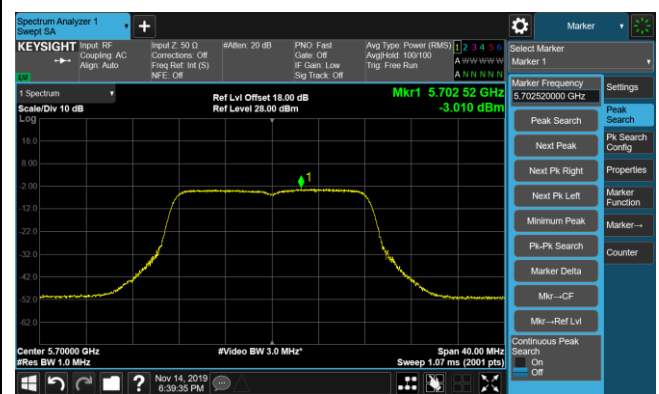 Spectrum Analyzer 1
Swept SA
+
Marker
KEYSIGHT
Input: RF
Coupling: AC
Align: Auto
Input Z: 50 Ω
Corrections: Off
Freq Ref: Int (S)
NFE: Off
#Atten: 20 dB
PNO: Fast
Gate: Off
IF Gain: Low
Sig Track: Off
Avg Type: Power (RMS)
Avg|Hold: 100/100
Trig: Free Run
1 2 3 4 5 6
A W W W W W
A N N N N N
Select Marker
Marker 1
1 Spectrum
Scale/Div 10 dB
Log
Ref Lvl Offset 18.00 dB
Ref Level 28.00 dBm
Mkr1 5.702 52 GHz
-3.010 dBm
18.0
8.00
-2.00
-12.0
-22.0
-32.0
-42.0
-52.0
-62.0
1
Center 5.70000 GHz
#Res BW 1.0 MHz
#Video BW 3.0 MHz*
Span 40.00 MHz
Sweep 1.07 ms (2001 pts)
Marker Frequency
5.702520000 GHz
Peak Search
Next Peak
Next Pk Right
Next Pk Left
Minimum Peak
Pk-Pk Search
Marker Delta
Mkr→CF
Mkr→Ref Lvl
Continuous Peak
Search
On
Off
Settings
Peak
Search
Pk Search
Config
Properties
Marker
Function
Marker→
Counter
?
Nov 14, 2019
6:39:35 PM